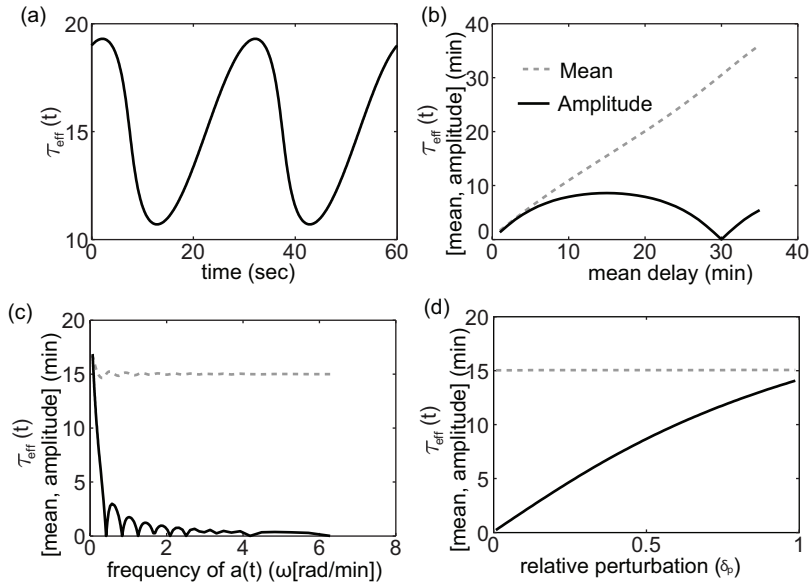 (a)
20
15
10
τeff (t)
0
20
40
60
time (sec)
(b)
40
30
20
10
0
τeff (t)
[mean, amplitude] (min)
Mean
Amplitude
0
10
20
30
40
mean delay (min)
(c)
20
15
10
5
0
τeff (t)
[mean, amplitude] (min)
0
2
4
6
8
frequency of a(t) (ω[rad/min])
(d)
20
15
10
5
0
τeff (t)
[mean, amplitude] (min)
0
0.5
1
relative perturbation (δp)